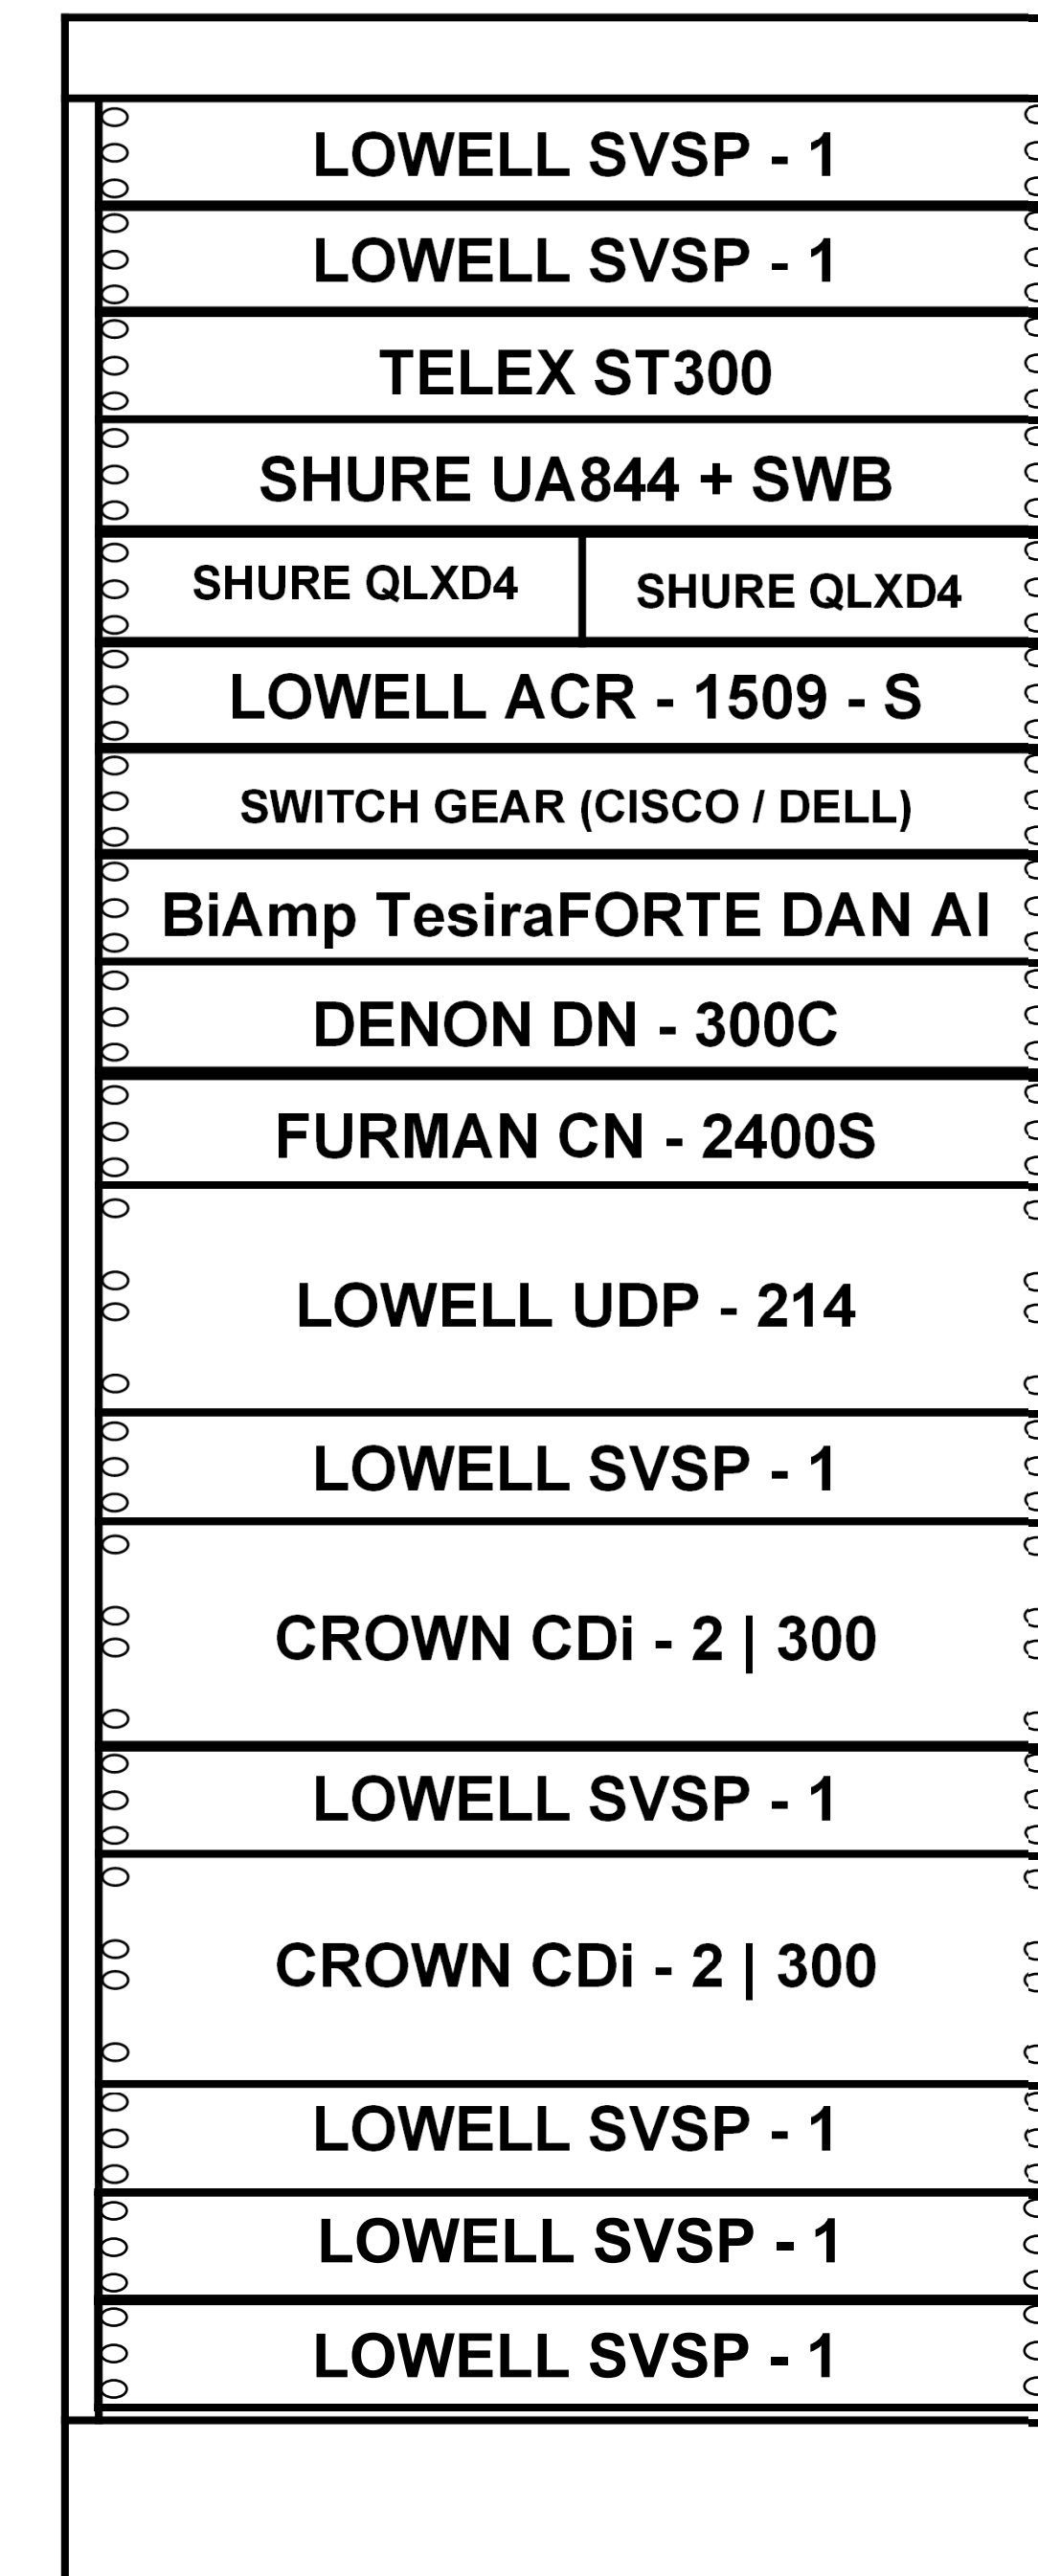 LOWELL SVSP - 1
LOWELL SVSP - 1
TELEX ST300
SHURE UA844 + SWB
SHURE QLXD4
SHURE QLXD4
LOWELL ACR - 1509 - S
SWITCH GEAR (CISCO / DELL)
BiAmp TesiraFORTE DAN AI
DENON DN - 300C
FURMAN CN - 2400S
LOWELL UDP - 214
LOWELL SVSP - 1
CROWN CDi - 2 | 300
LOWELL SVSP - 1
CROWN CDi - 2 | 300
LOWELL SVSP - 1
LOWELL SVSP - 1
LOWELL SVSP - 1